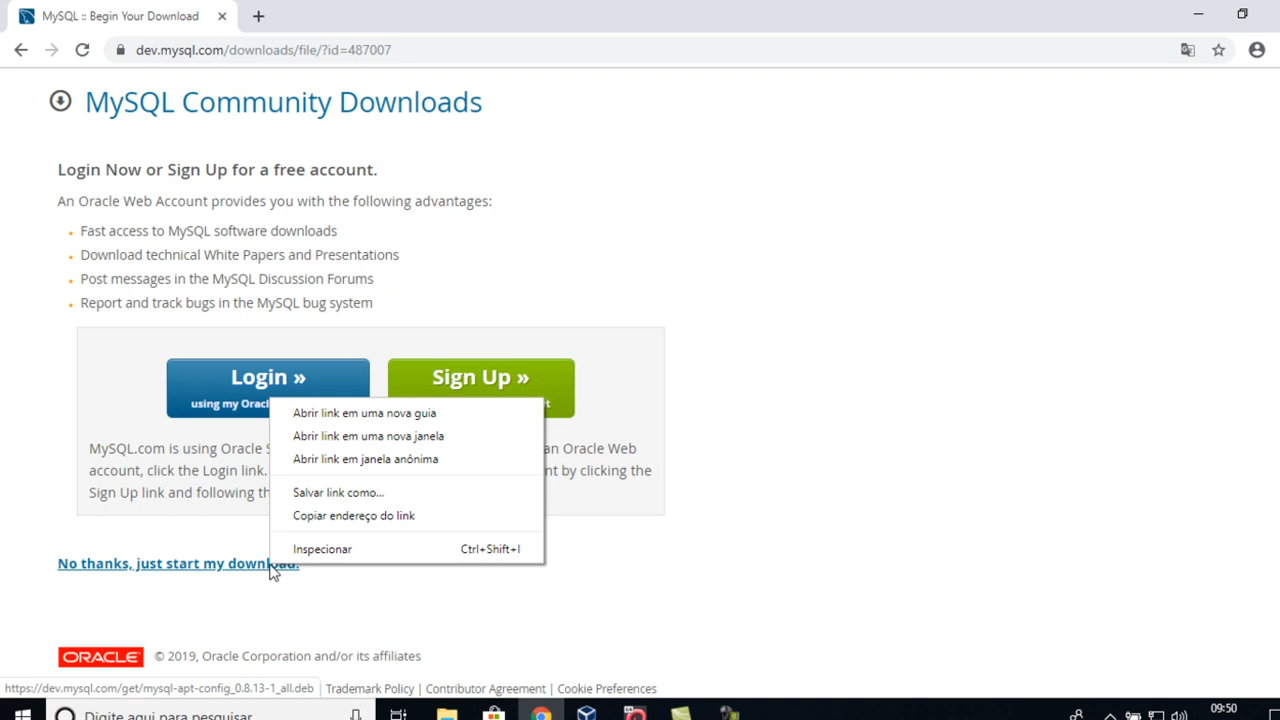 MySQL :: Begin Your Download
dev.mysql.com/downloads/file/?id=487007
MySQL Community Downloads
Login Now or Sign Up for a free account.
An Oracle Web Account provides you with the following advantages:
Fast access to MySQL software downloads
Download technical White Papers and Presentations
Post messages in the MySQL Discussion Forums
Report and track bugs in the MySQL bug system
Login »
using my Oracl
Sign Up »
MySQL.com is using Oracle S
an Oracle Web
account, click the Login link.
nt by clicking the
Sign Up link and following th
Abrir link em uma nova guia
Abrir link em uma nova janela
Abrir link em janela anônima
Salvar link como...
Copiar endereço do link
Inspecionar Ctrl+Shift+I
No thanks, just start my download.
ORACLE © 2019, Oracle Corporation and/or its affiliates
https://dev.mysql.com/get/mysql-apt-config_0.8.13-1_all.deb
Trademark Policy | Contributor Agreement | Cookie Preferences
Digite aqui para pesquisar
09:50